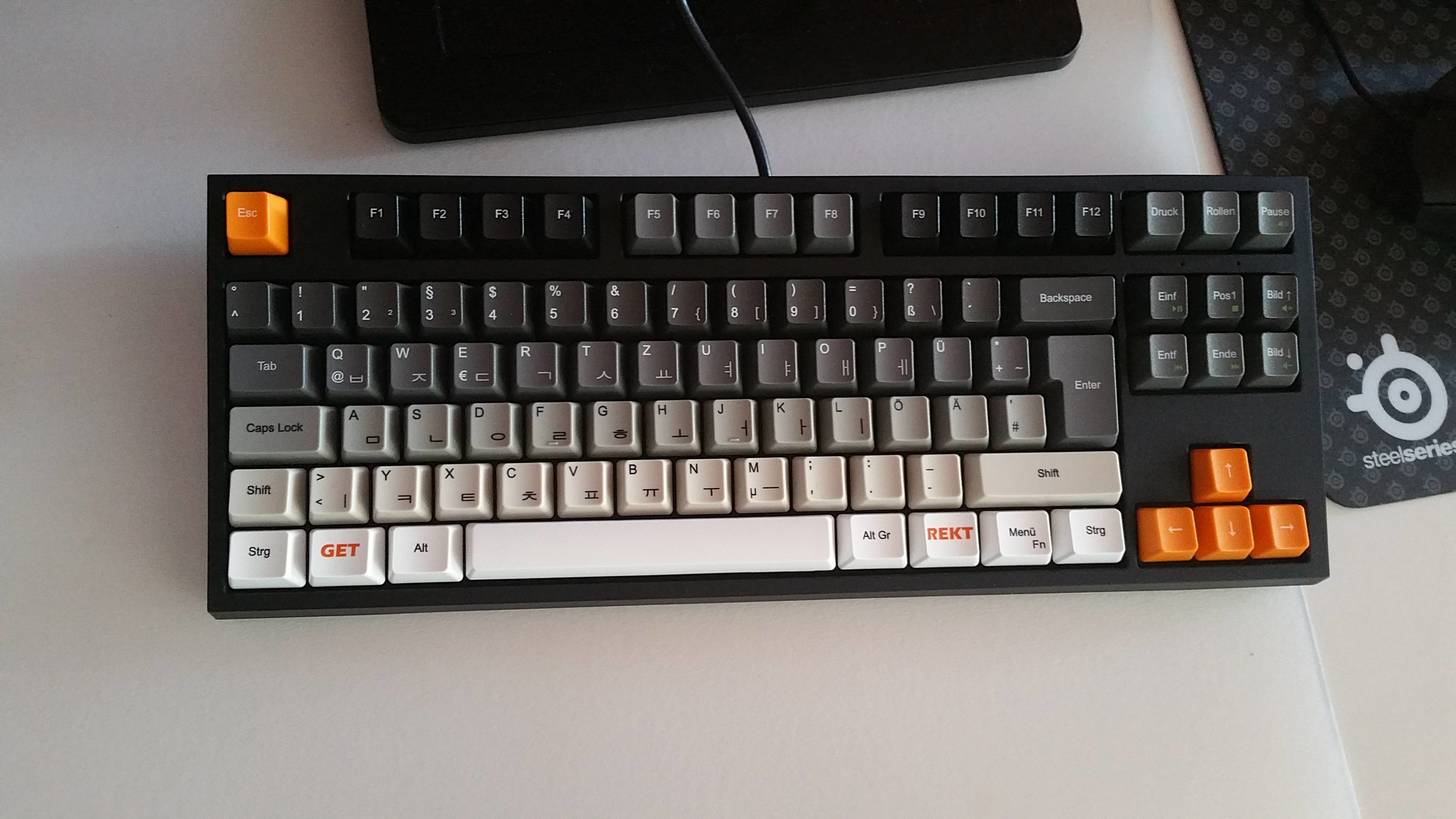 Esc F1 F2 F3 F4 F5 F6 F7 F8 F9 F10 F11 F12 Druck Rollen Pause
° ^ ! 1 " 2 ² § 3 ³ $ 4 % 5 & 6 / 7 { ( 8 [ ) 9 ] = 0 } ? ß \ ` ´ Backspace Einf Pos1 Bild ↑
Tab Q @ ㅂ W ㅈ E € ㄷ R ㄱ T ㅅ Z ㅛ U ㅕ I ㅑ O ㅐ P ㅔ Ü * + ~ Enter Entf Ende Bild ↓
Caps Lock A ㅁ S ㄴ D ㅇ F ㄹ G ㅎ H ㅗ J ㅓ K ㅏ L ㅣ Ö Ä ' #
Shift > < | Y ㅋ X ㅌ C ㅊ V ㅍ B ㅠ N ㅜ M µ ㅡ ; , : . _ - Shift ↑
Strg GET Alt Alt Gr REKT Menü Fn Strg ← ↓ →
steelseries